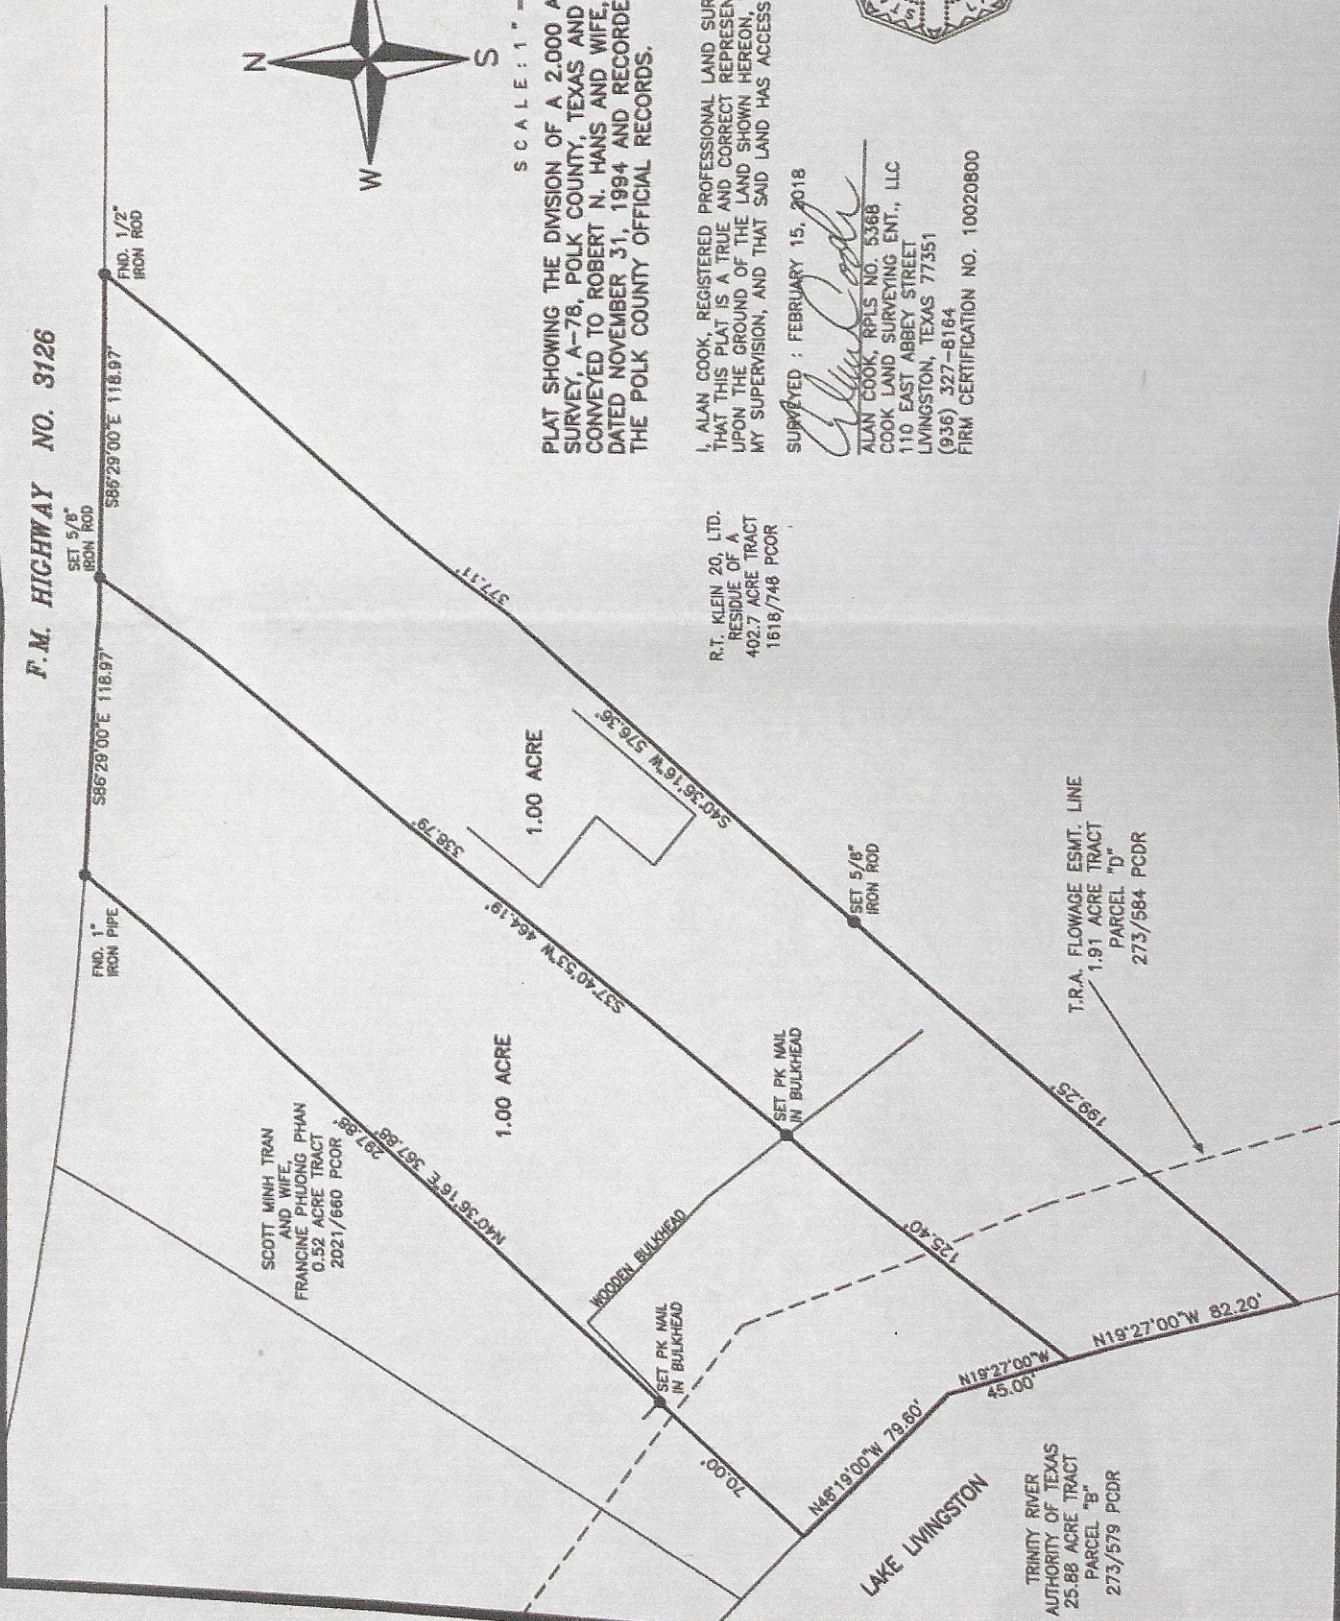 F.M. HIGHWAY NO. 3126
FND. 1"
IRON PIPE
S86°29'00"E 118.97'
SET 5/8"
IRON ROD
S86°29'00"E 118.97'
FND. 1/2"
IRON ROD
N
W
S
SCALE: 1" =
PLAT SHOWING THE DIVISION OF A 2.000 A
SURVEY, A-78, POLK COUNTY, TEXAS AND
CONVEYED TO ROBERT N. HANS AND WIFE,
DATED NOVEMBER 31, 1994 AND RECORDE
THE POLK COUNTY OFFICIAL RECORDS.
I, ALAN COOK, REGISTERED PROFESSIONAL LAND SUR
THAT THIS PLAT IS A TRUE AND CORRECT REPRESEN
UPON THE GROUND OF THE LAND SHOWN HEREON,
MY SUPERVISION, AND THAT SAID LAND HAS ACCESS
SURVEYED : FEBRUARY 15, 2018
Alan Cook
ALAN COOK, RPLS NO. 5368
COOK LAND SURVEYING ENT., LLC
110 EAST ABBEY STREET
LIVINGSTON, TEXAS 77351
(936) 327-8164
FIRM CERTIFICATION NO. 10020800
SCOTT MINH TRAN
AND WIFE,
FRANCINE PHUONG PHAN
0.52 ACRE TRACT
2021/660 PCOR
297.88'
N40°36'16"E 367.88'
70.00'
1.00 ACRE
338.79'
S37°40'53"W 464.19'
125.40'
1.00 ACRE
377.11'
S40°36'16"W 576.36'
199.25'
R.T. KLEIN 20, LTD.
RESIDUE OF A
402.7 ACRE TRACT
1618/748 PCOR
SET 5/8"
IRON ROD
SET PK NAIL
IN BULKHEAD
WOODEN BULKHEAD
SET PK NAIL
IN BULKHEAD
T.R.A. FLOWAGE ESMT. LINE
1.91 ACRE TRACT
PARCEL "D"
273/584 PCDR
N48°19'00"W 79.60'
N19°27'00"W
45.00'
N19°27'00"W 82.20'
LAKE LIVINGSTON
TRINITY RIVER
AUTHORITY OF TEXAS
25.88 ACRE TRACT
PARCEL "B"
273/579 PCDR